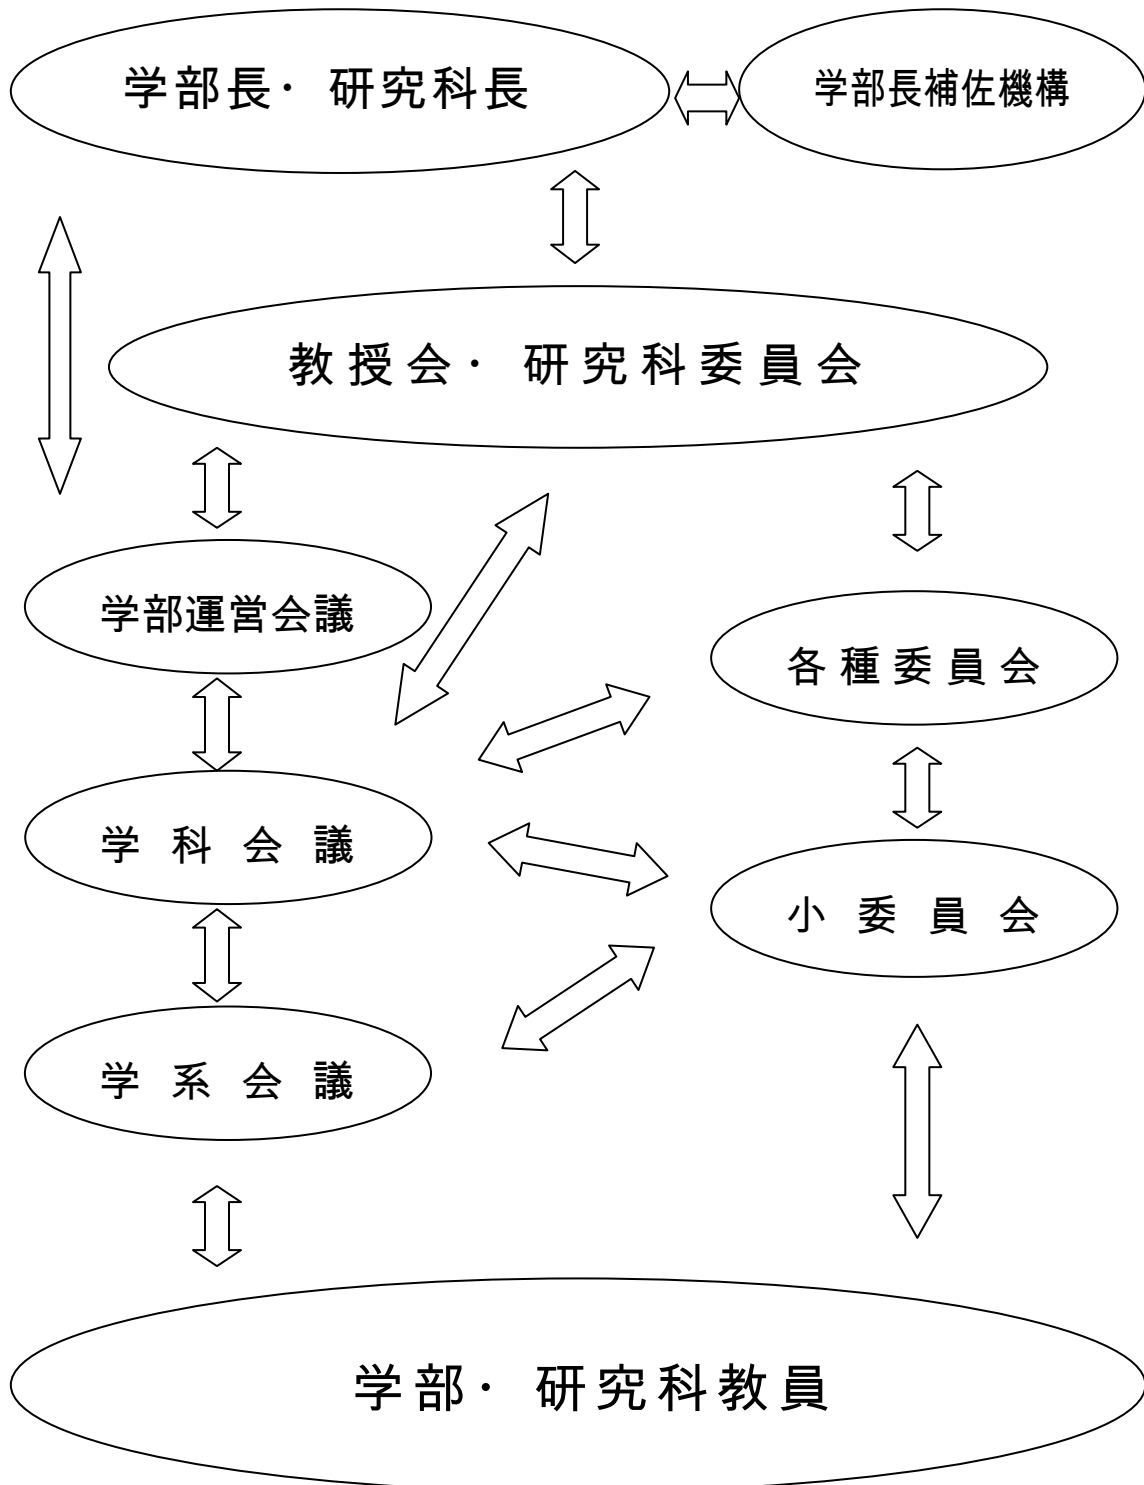 学部長・研究科長
学部長補佐機構
教授会・研究科委員会
学部運営会議
各種委員会
学科会議
小委員会
学系会議
学部・研究科教員